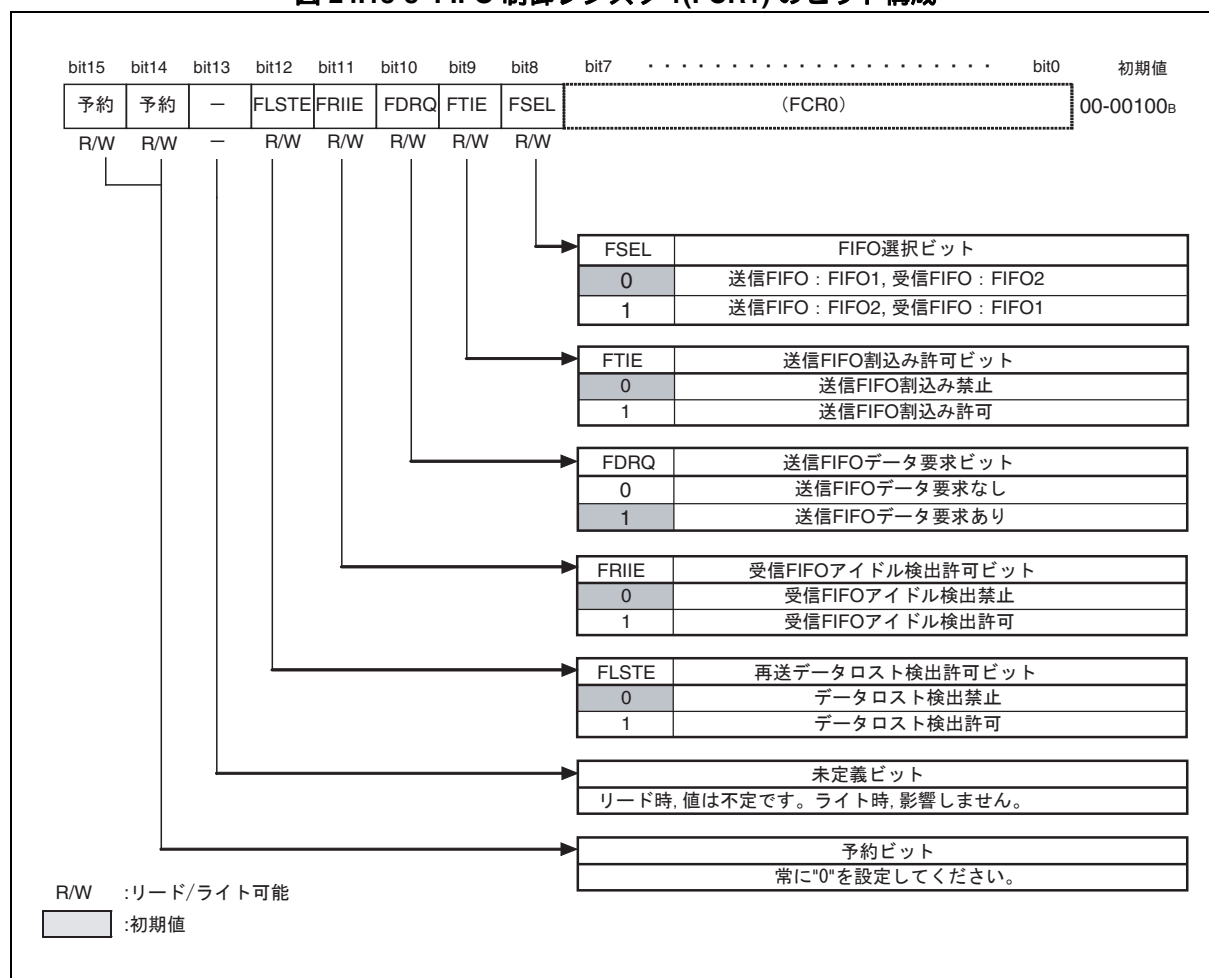 bit15 bit14 bit13 bit12 bit11 bit10 bit9 bit8 bit7 ・・・・・・・・・・・・・・・・・・・・・ bit0 初期値
予約 予約 － FLSTE FRIIE FDRQ FTIE FSEL (FCR0) 00-00100B
R/W R/W － R/W R/W R/W R/W R/W
FSEL FIFO選択ビット
0 送信FIFO：FIFO1, 受信FIFO：FIFO2
1 送信FIFO：FIFO2, 受信FIFO：FIFO1
FTIE 送信FIFO割込み許可ビット
0 送信FIFO割込み禁止
1 送信FIFO割込み許可
FDRQ 送信FIFOデータ要求ビット
0 送信FIFOデータ要求なし
1 送信FIFOデータ要求あり
FRIIE 受信FIFOアイドル検出許可ビット
0 受信FIFOアイドル検出禁止
1 受信FIFOアイドル検出許可
FLSTE 再送データロスト検出許可ビット
0 データロスト検出禁止
1 データロスト検出許可
未定義ビット
リード時, 値は不定です。ライト時, 影響しません。
予約ビット
常に"0"を設定してください。
R/W :リード/ライト可能
:初期値